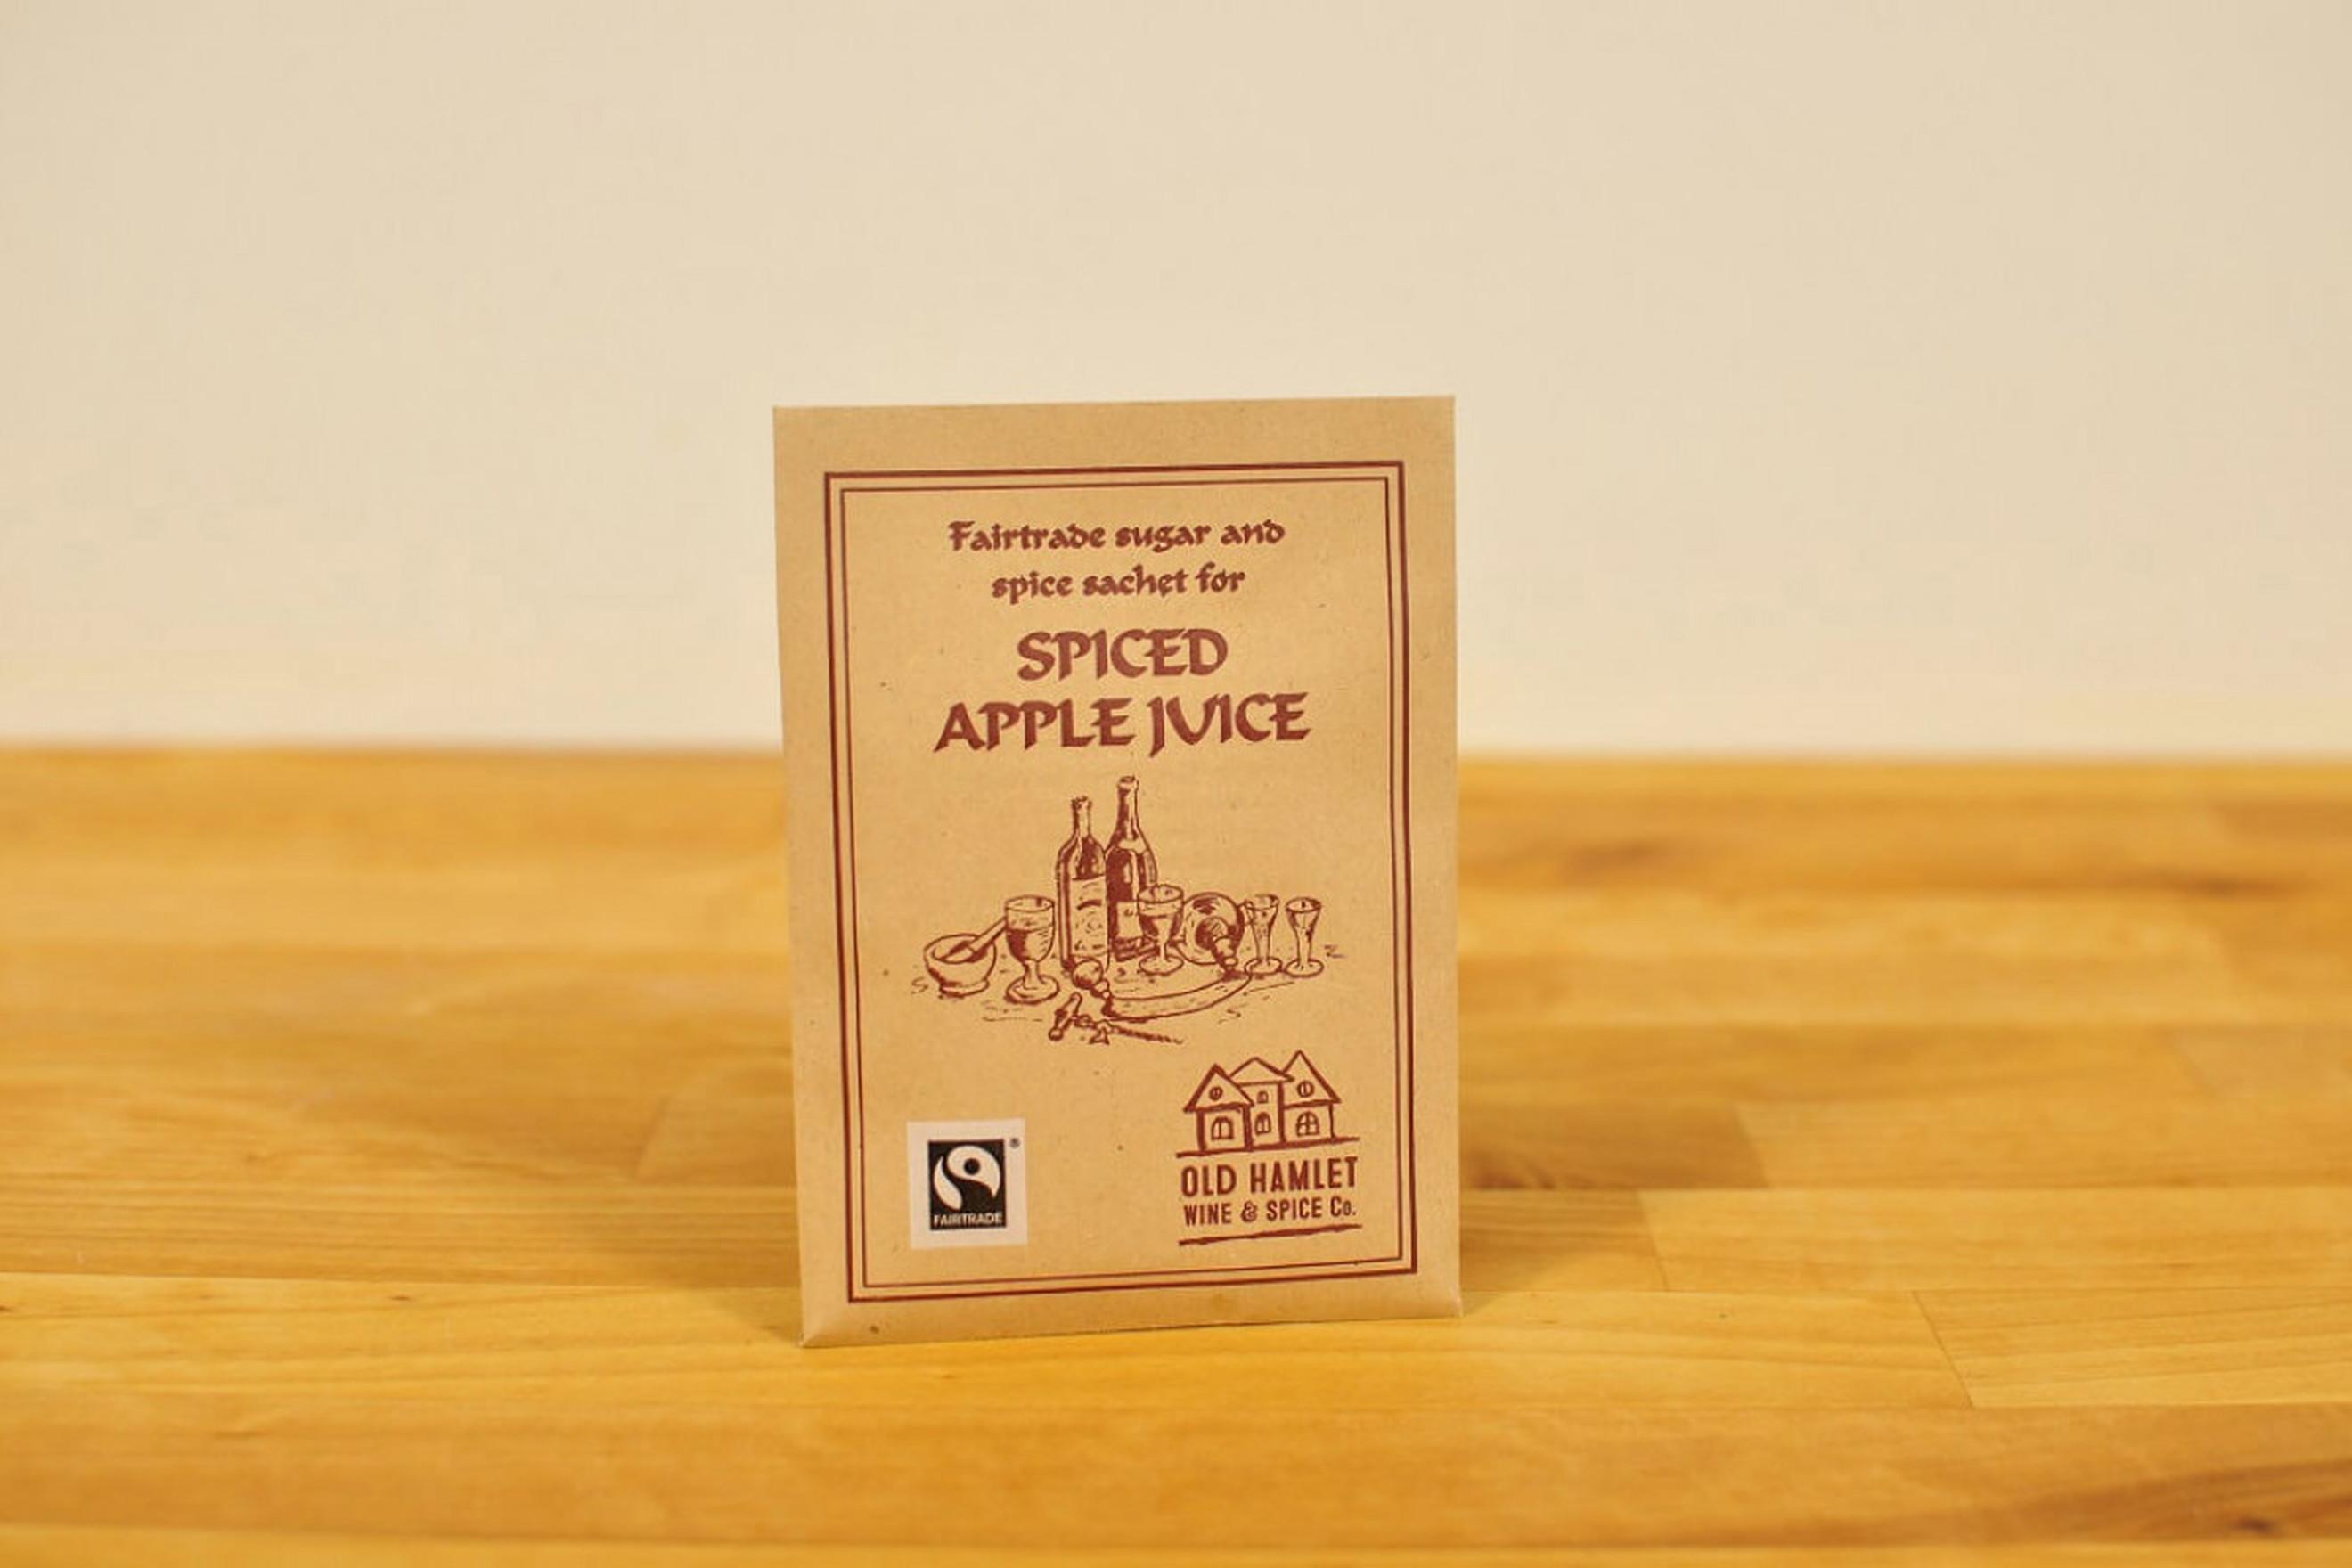 Fairtrade sugar and
spice sachet for
SPICED
APPLE JUICE
FAIRTRADE
®
OLD HAMLET
WINE & SPICE Co.